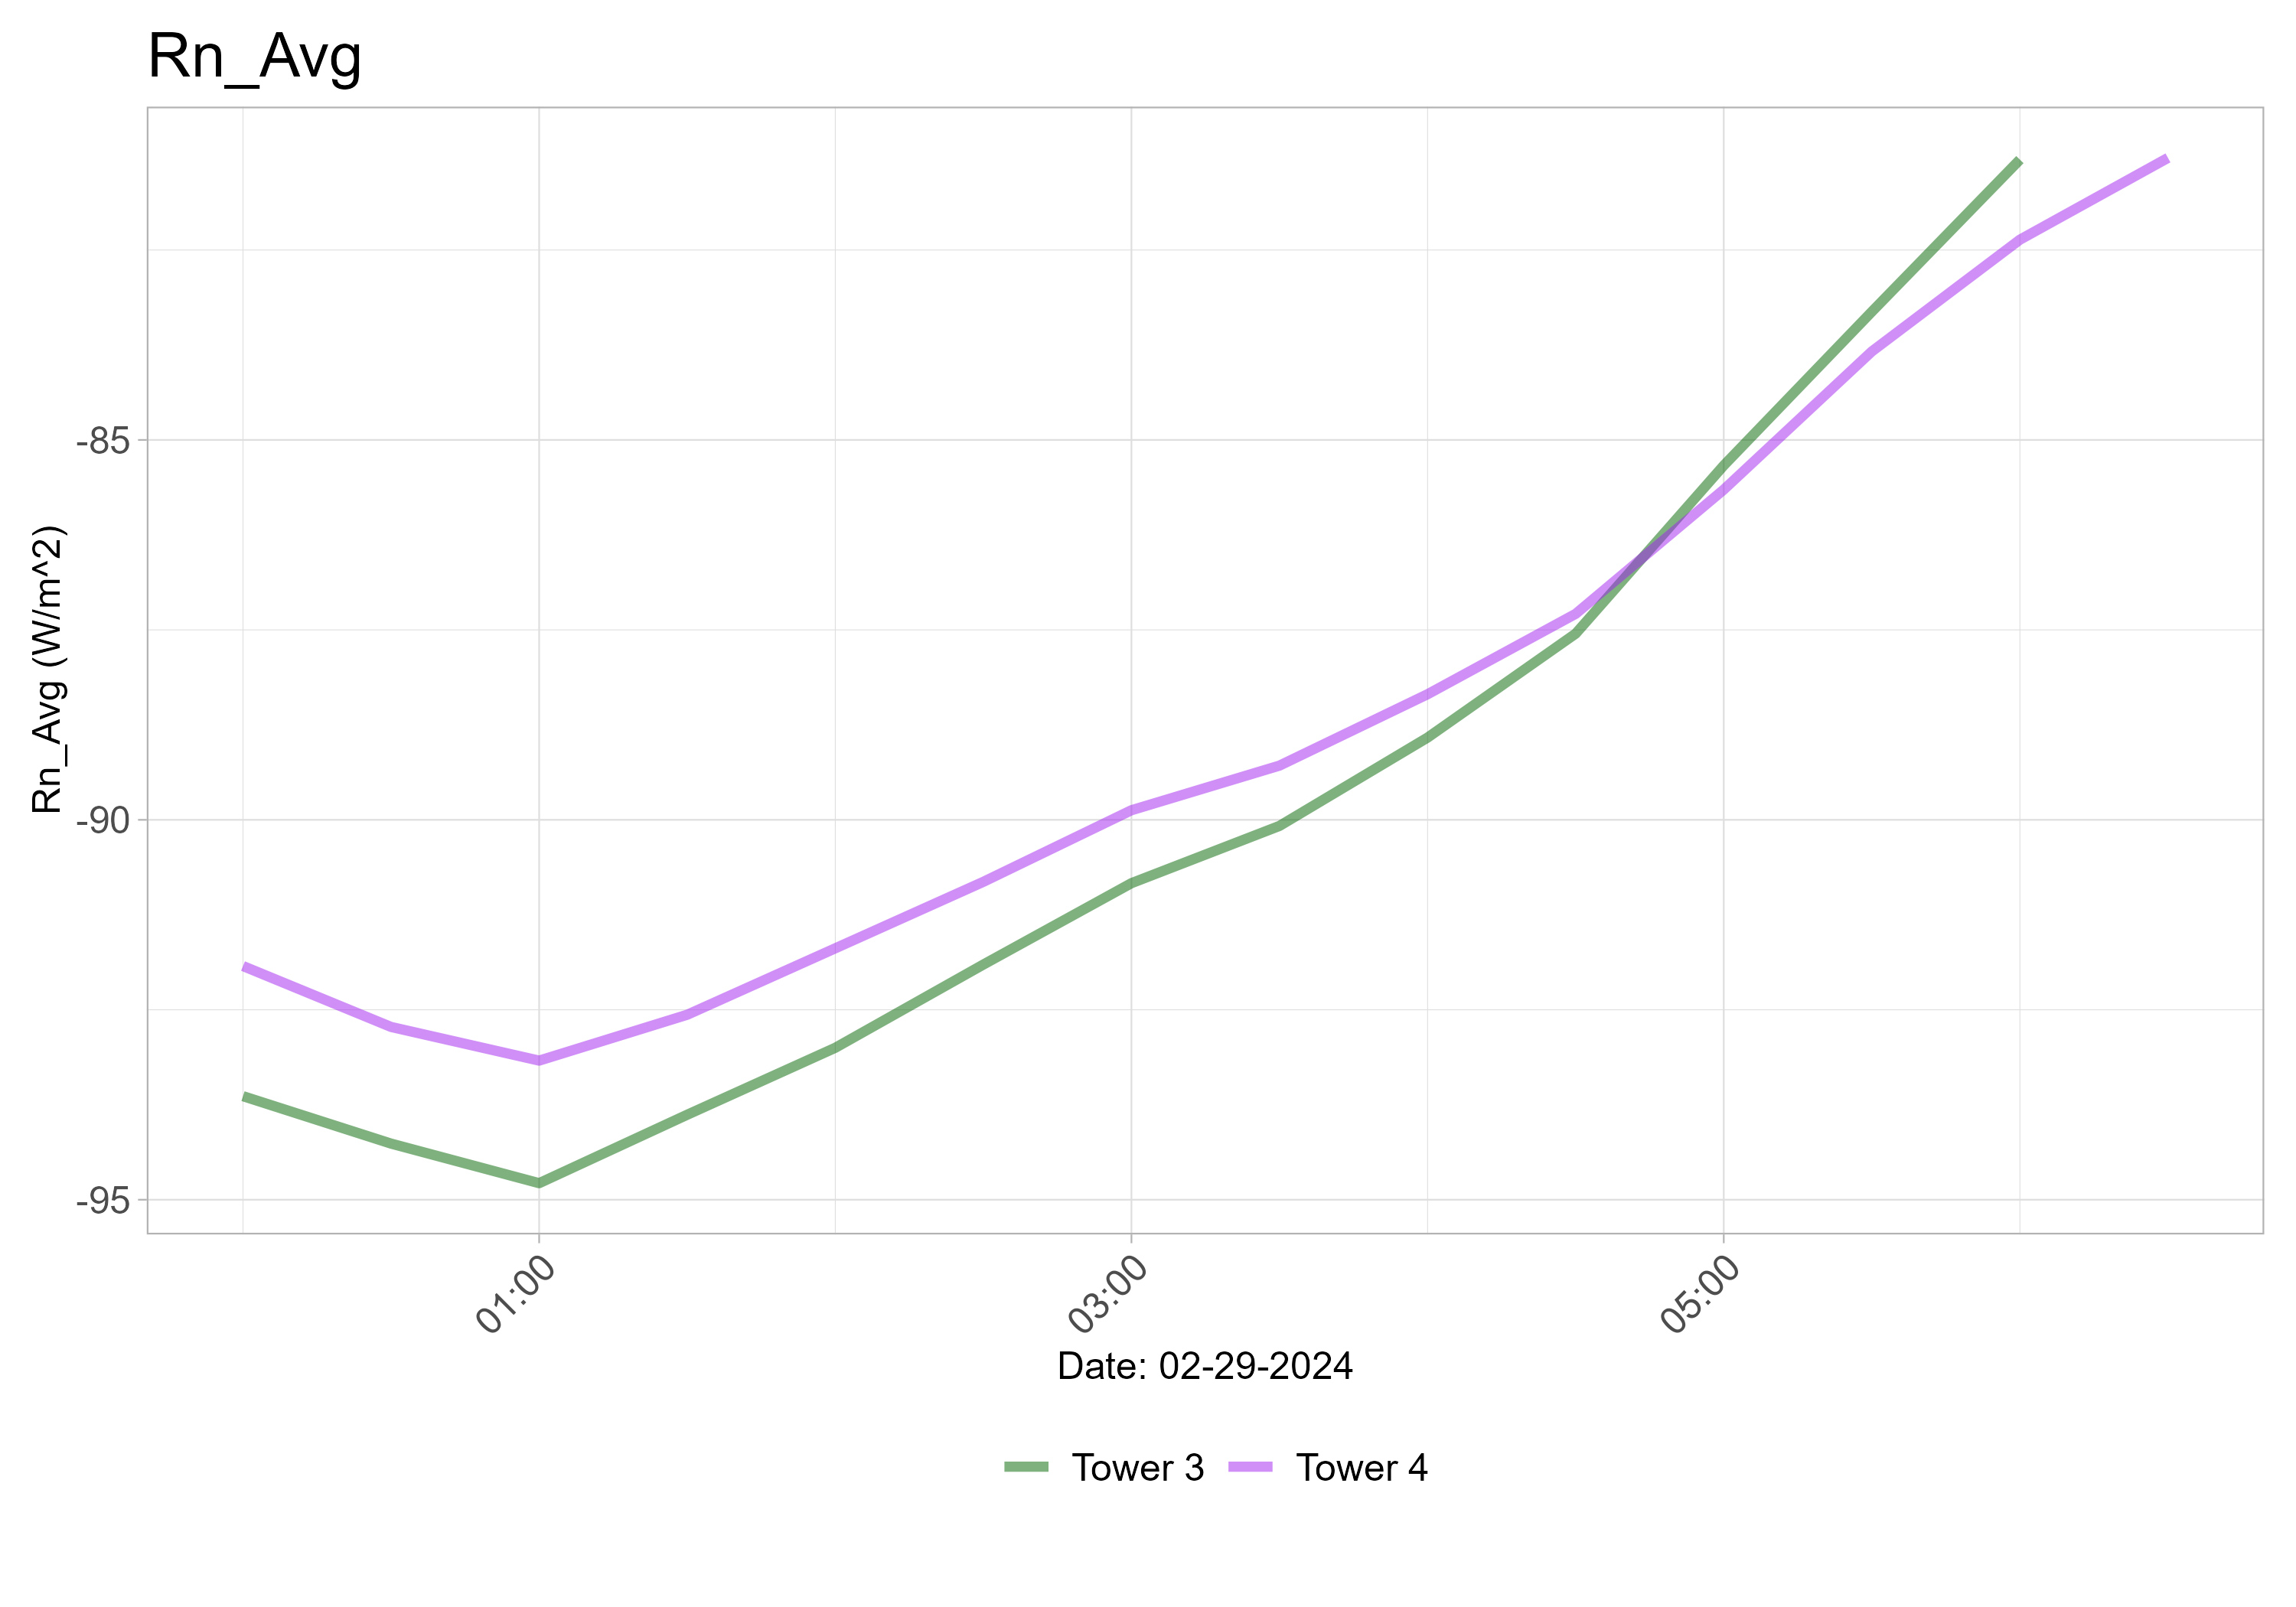 Rn_Avg
Rn_Avg (W/m^2)
-85
-90
-95
01:00
03:00
05:00
Date: 02-29-2024
Tower 3
Tower 4